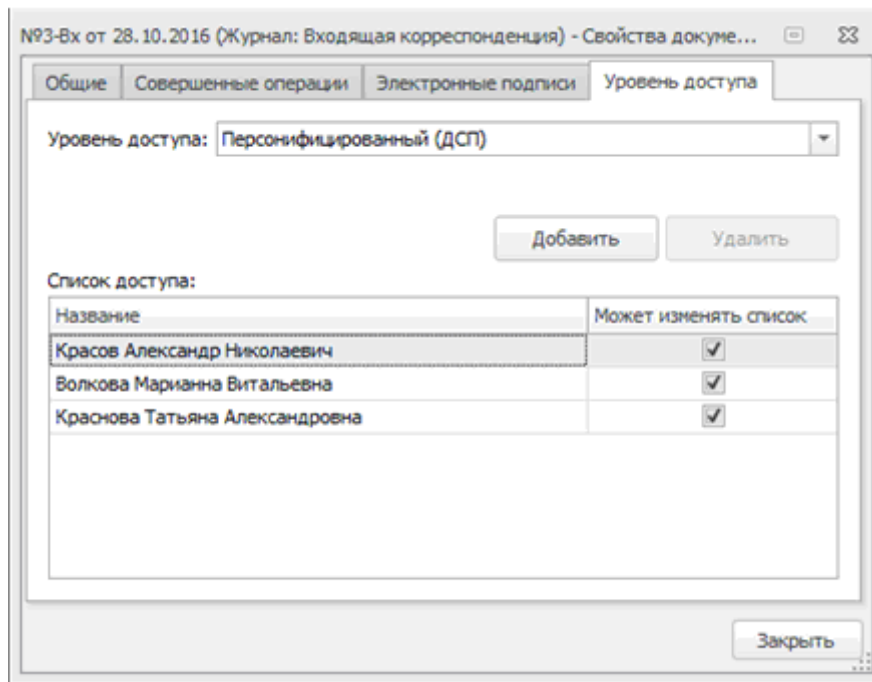 №3-Вх от 28.10.2016 (Журнал: Входящая корреспонденция) - Свойства докуме...
Общие Совершенные операции Электронные подписи Уровень доступа
Уровень доступа: Персонифицированный (ДСП)
Добавить Удалить
Список доступа:
Название Может изменять список
Красов Александр Николаевич
Волкова Марианна Витальевна
Краснова Татьяна Александровна
Закрыть